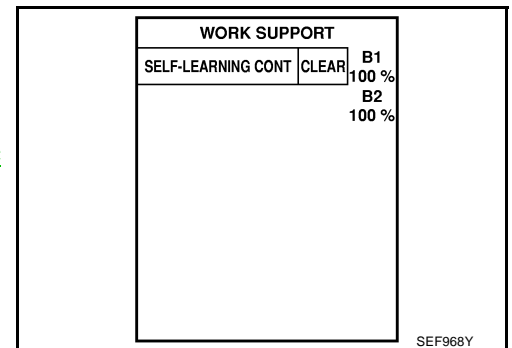 WORK SUPPORT
SELF-LEARNING CONT CLEAR B1
100 %
B2
100 %
SEF968Y